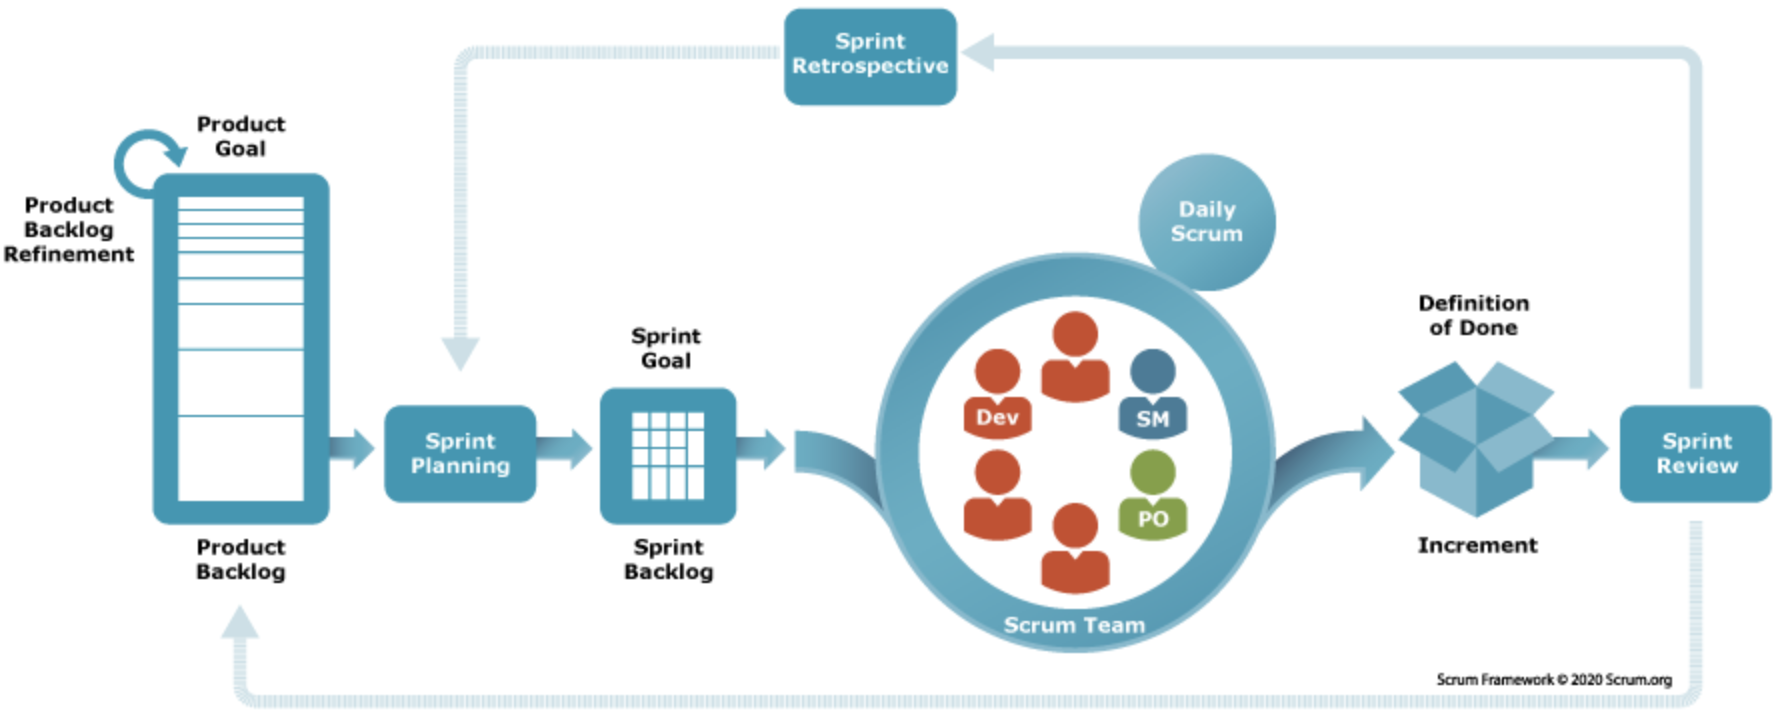 Sprint
Retrospective
Product
Goal
Product
Backlog
Refinement
Daily
Scrum
Definition
of Done
Sprint
Goal
Dev
SM
Sprint
Planning
Sprint
Review
PO
Product
Backlog
Sprint
Backlog
Increment
Scrum Team
Scrum Framework © 2020 Scrum.org